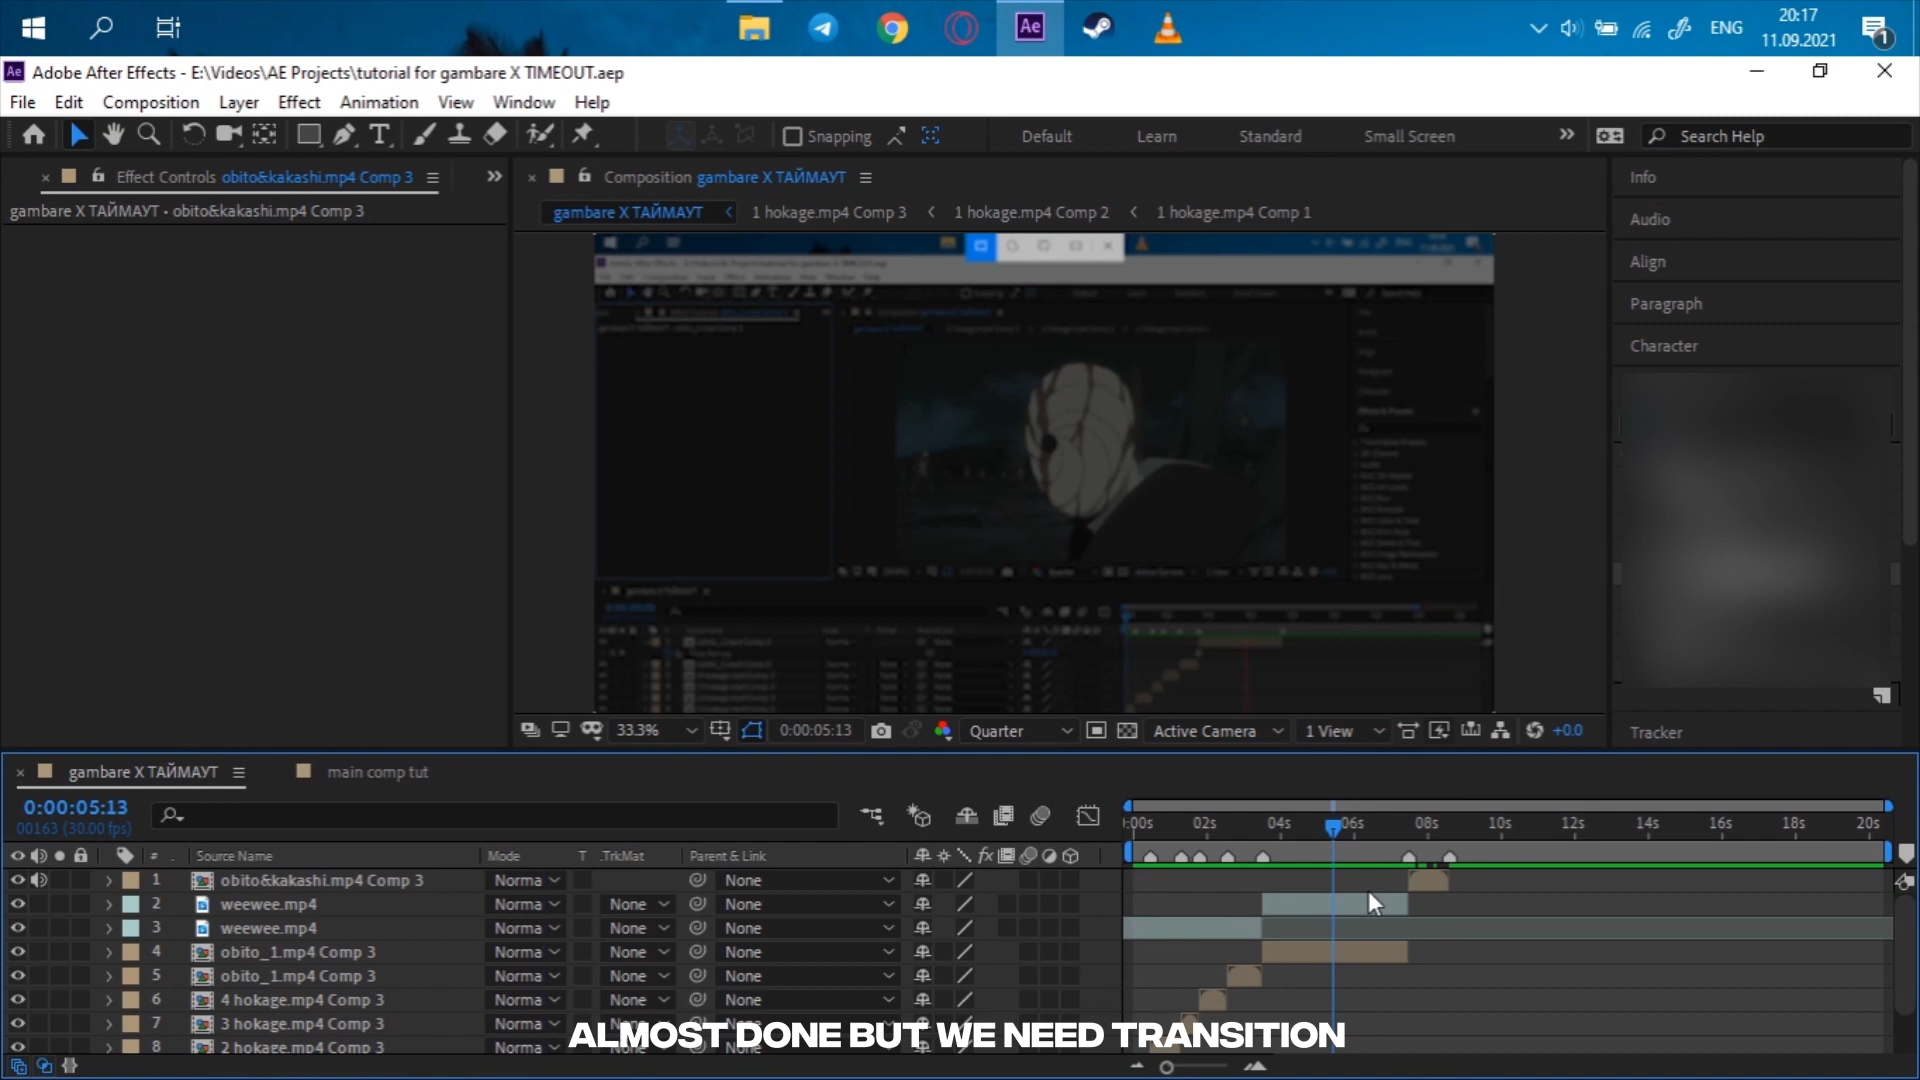 ENG
20:17
11.09.2021
1
Ae Adobe After Effects - E:\Videos\AE Projects\tutorial for gambare X TIMEOUT.aep
File Edit Composition Layer Effect Animation View Window Help
Snapping Default Learn Standard Small Screen Search Help
Effect Controls obito&kakashi.mp4 Comp 3
gambare X ТАЙМАУТ • obito&kakashi.mp4 Comp 3
Composition gambare X ТАЙМАУТ
gambare X ТАЙМАУТ 1 hokage.mp4 Comp 3 1 hokage.mp4 Comp 2 1 hokage.mp4 Comp 1
Info
Audio
Align
Paragraph
Character
Tracker
33.3% 0:00:05:13 Quarter Active Camera 1 View +0.0
gambare X ТАЙМАУТ main comp tut
0:00:05:13
00163 (30.00 fps)
:00s 02s 04s 06s 08s 10s 12s 14s 16s 18s 20s
# Source Name Mode T .TrkMat Parent & Link
1 obito&kakashi.mp4 Comp 3 Norma None
2 weewee.mp4 Norma None None
3 weewee.mp4 Norma None None
4 obito_1.mp4 Comp 3 Norma None None
5 obito_1.mp4 Comp 3 Norma None None
6 4 hokage.mp4 Comp 3 Norma None None
7 3 hokage.mp4 Comp 3 Norma None
8 2 hokage.mp4 Comp 3 Norma
ALMOST DONE BUT WE NEED TRANSITION